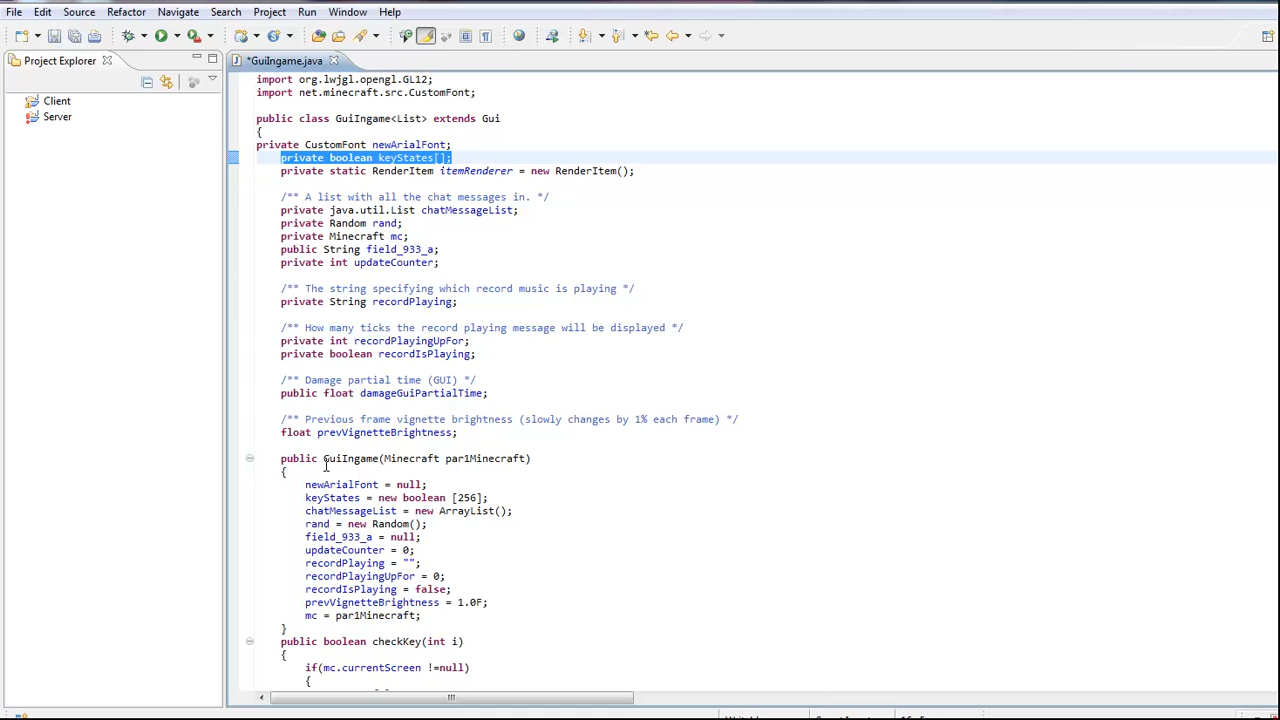 File Edit Source Refactor Navigate Search Project Run Window Help
Project Explorer
*GuiIngame.java
Client
Server
import org.lwjgl.opengl.GL12;
import net.minecraft.src.CustomFont;
public class GuiIngame<List> extends Gui
{
private CustomFont newArialFont;
private boolean keyStates[];
private static RenderItem itemRenderer = new RenderItem();
/** A list with all the chat messages in. */
private java.util.List chatMessageList;
private Random rand;
private Minecraft mc;
public String field_933_a;
private int updateCounter;
/** The string specifying which record music is playing */
private String recordPlaying;
/** How many ticks the record playing message will be displayed */
private int recordPlayingUpFor;
private boolean recordIsPlaying;
/** Damage partial time (GUI) */
public float damageGuiPartialTime;
/** Previous frame vignette brightness (slowly changes by 1% each frame) */
float prevVignetteBrightness;
public GuiIngame(Minecraft par1Minecraft)
{
newArialFont = null;
keyStates = new boolean [256];
chatMessageList = new ArrayList();
rand = new Random();
field_933_a = null;
updateCounter = 0;
recordPlaying = "";
recordPlayingUpFor = 0;
recordIsPlaying = false;
prevVignetteBrightness = 1.0F;
mc = par1Minecraft;
}
public boolean checkKey(int i)
{
if(mc.currentScreen !=null)
{